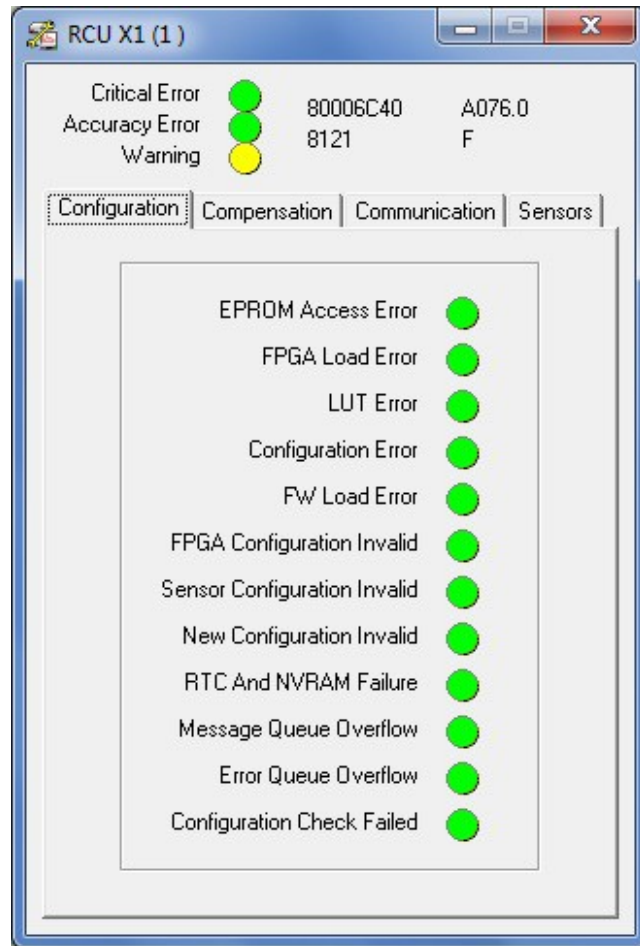 RCU X1 (1 )
Critical Error
Accuracy Error
Warning
80006C40 A076.0
8121 F
Configuration Compensation Communication Sensors
EPROM Access Error
FPGA Load Error
LUT Error
Configuration Error
FW Load Error
FPGA Configuration Invalid
Sensor Configuration Invalid
New Configuration Invalid
RTC And NVRAM Failure
Message Queue Overflow
Error Queue Overflow
Configuration Check Failed